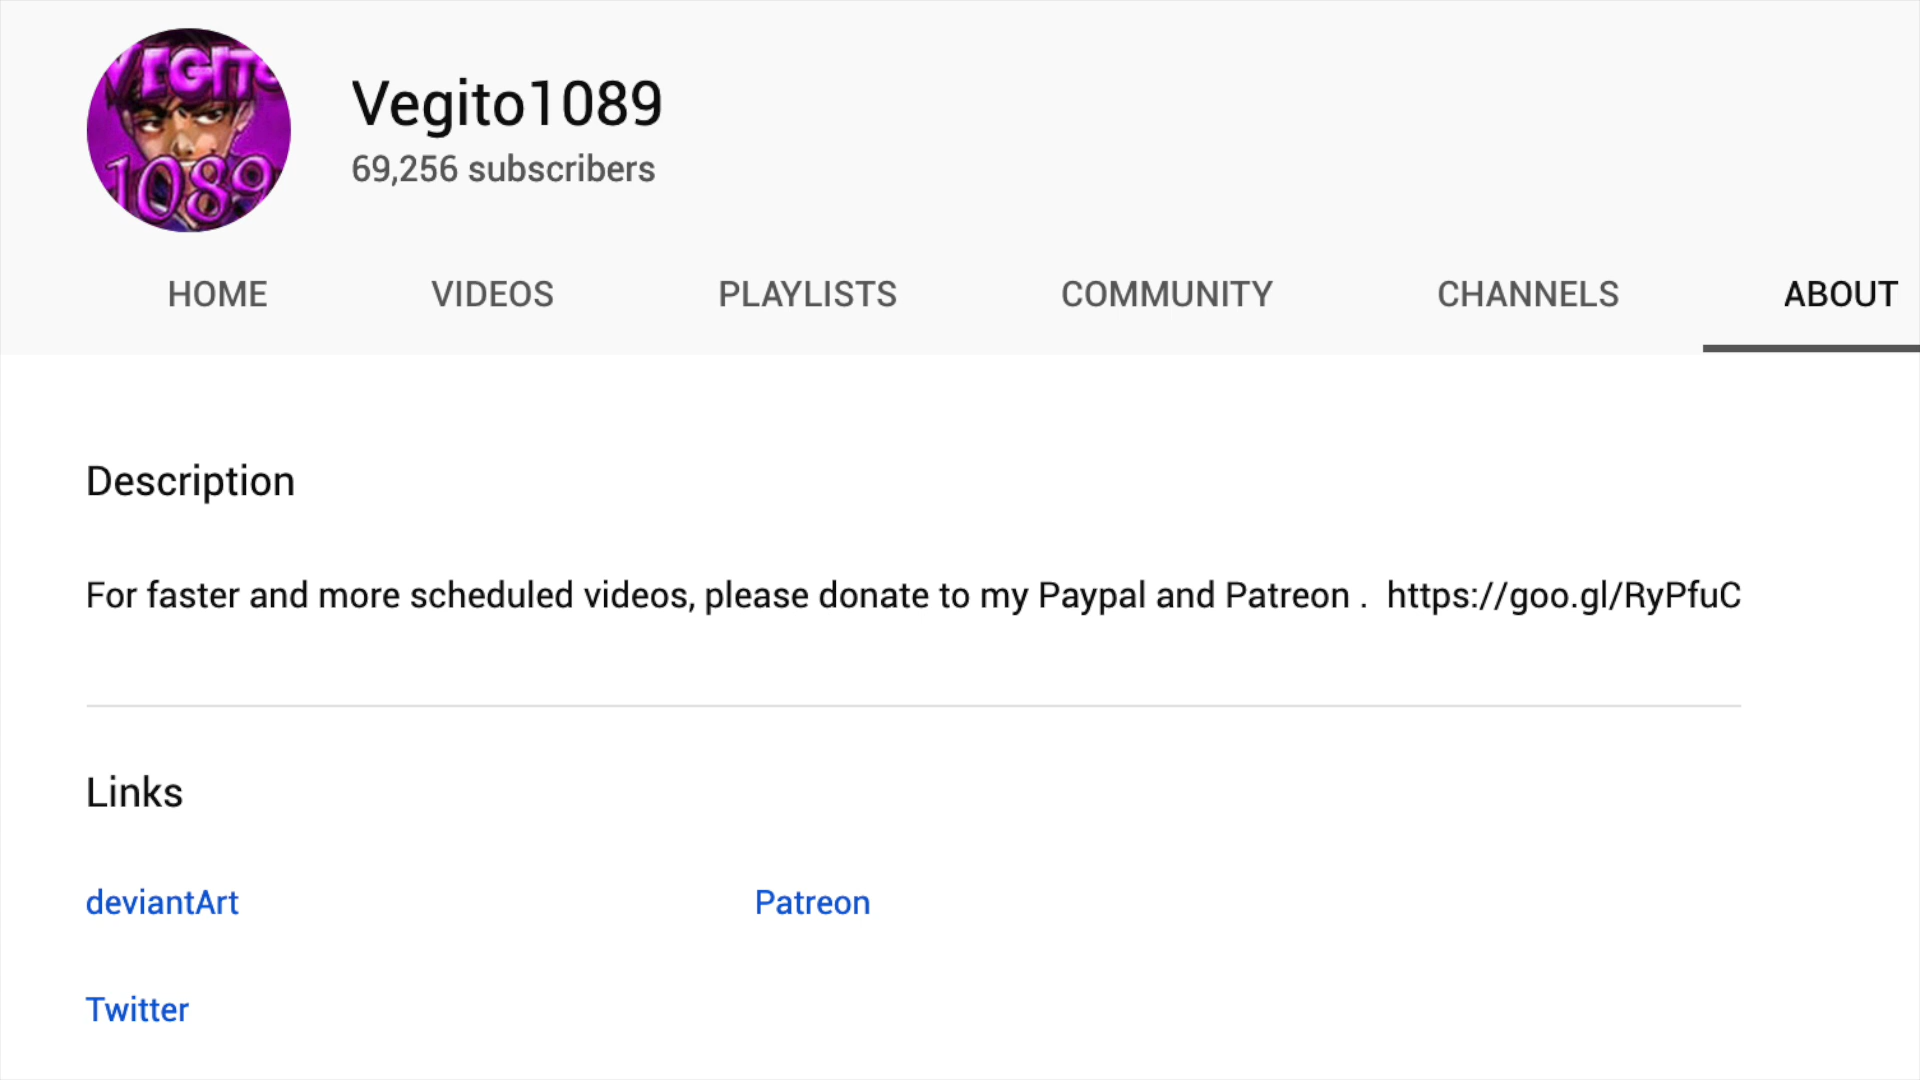 VEGITO
1089
Vegito1089
69,256 subscribers
HOME VIDEOS PLAYLISTS COMMUNITY CHANNELS ABOUT
Description
For faster and more scheduled videos, please donate to my Paypal and Patreon .  https://goo.gl/RyPfuC
Links
deviantArt Patreon
Twitter